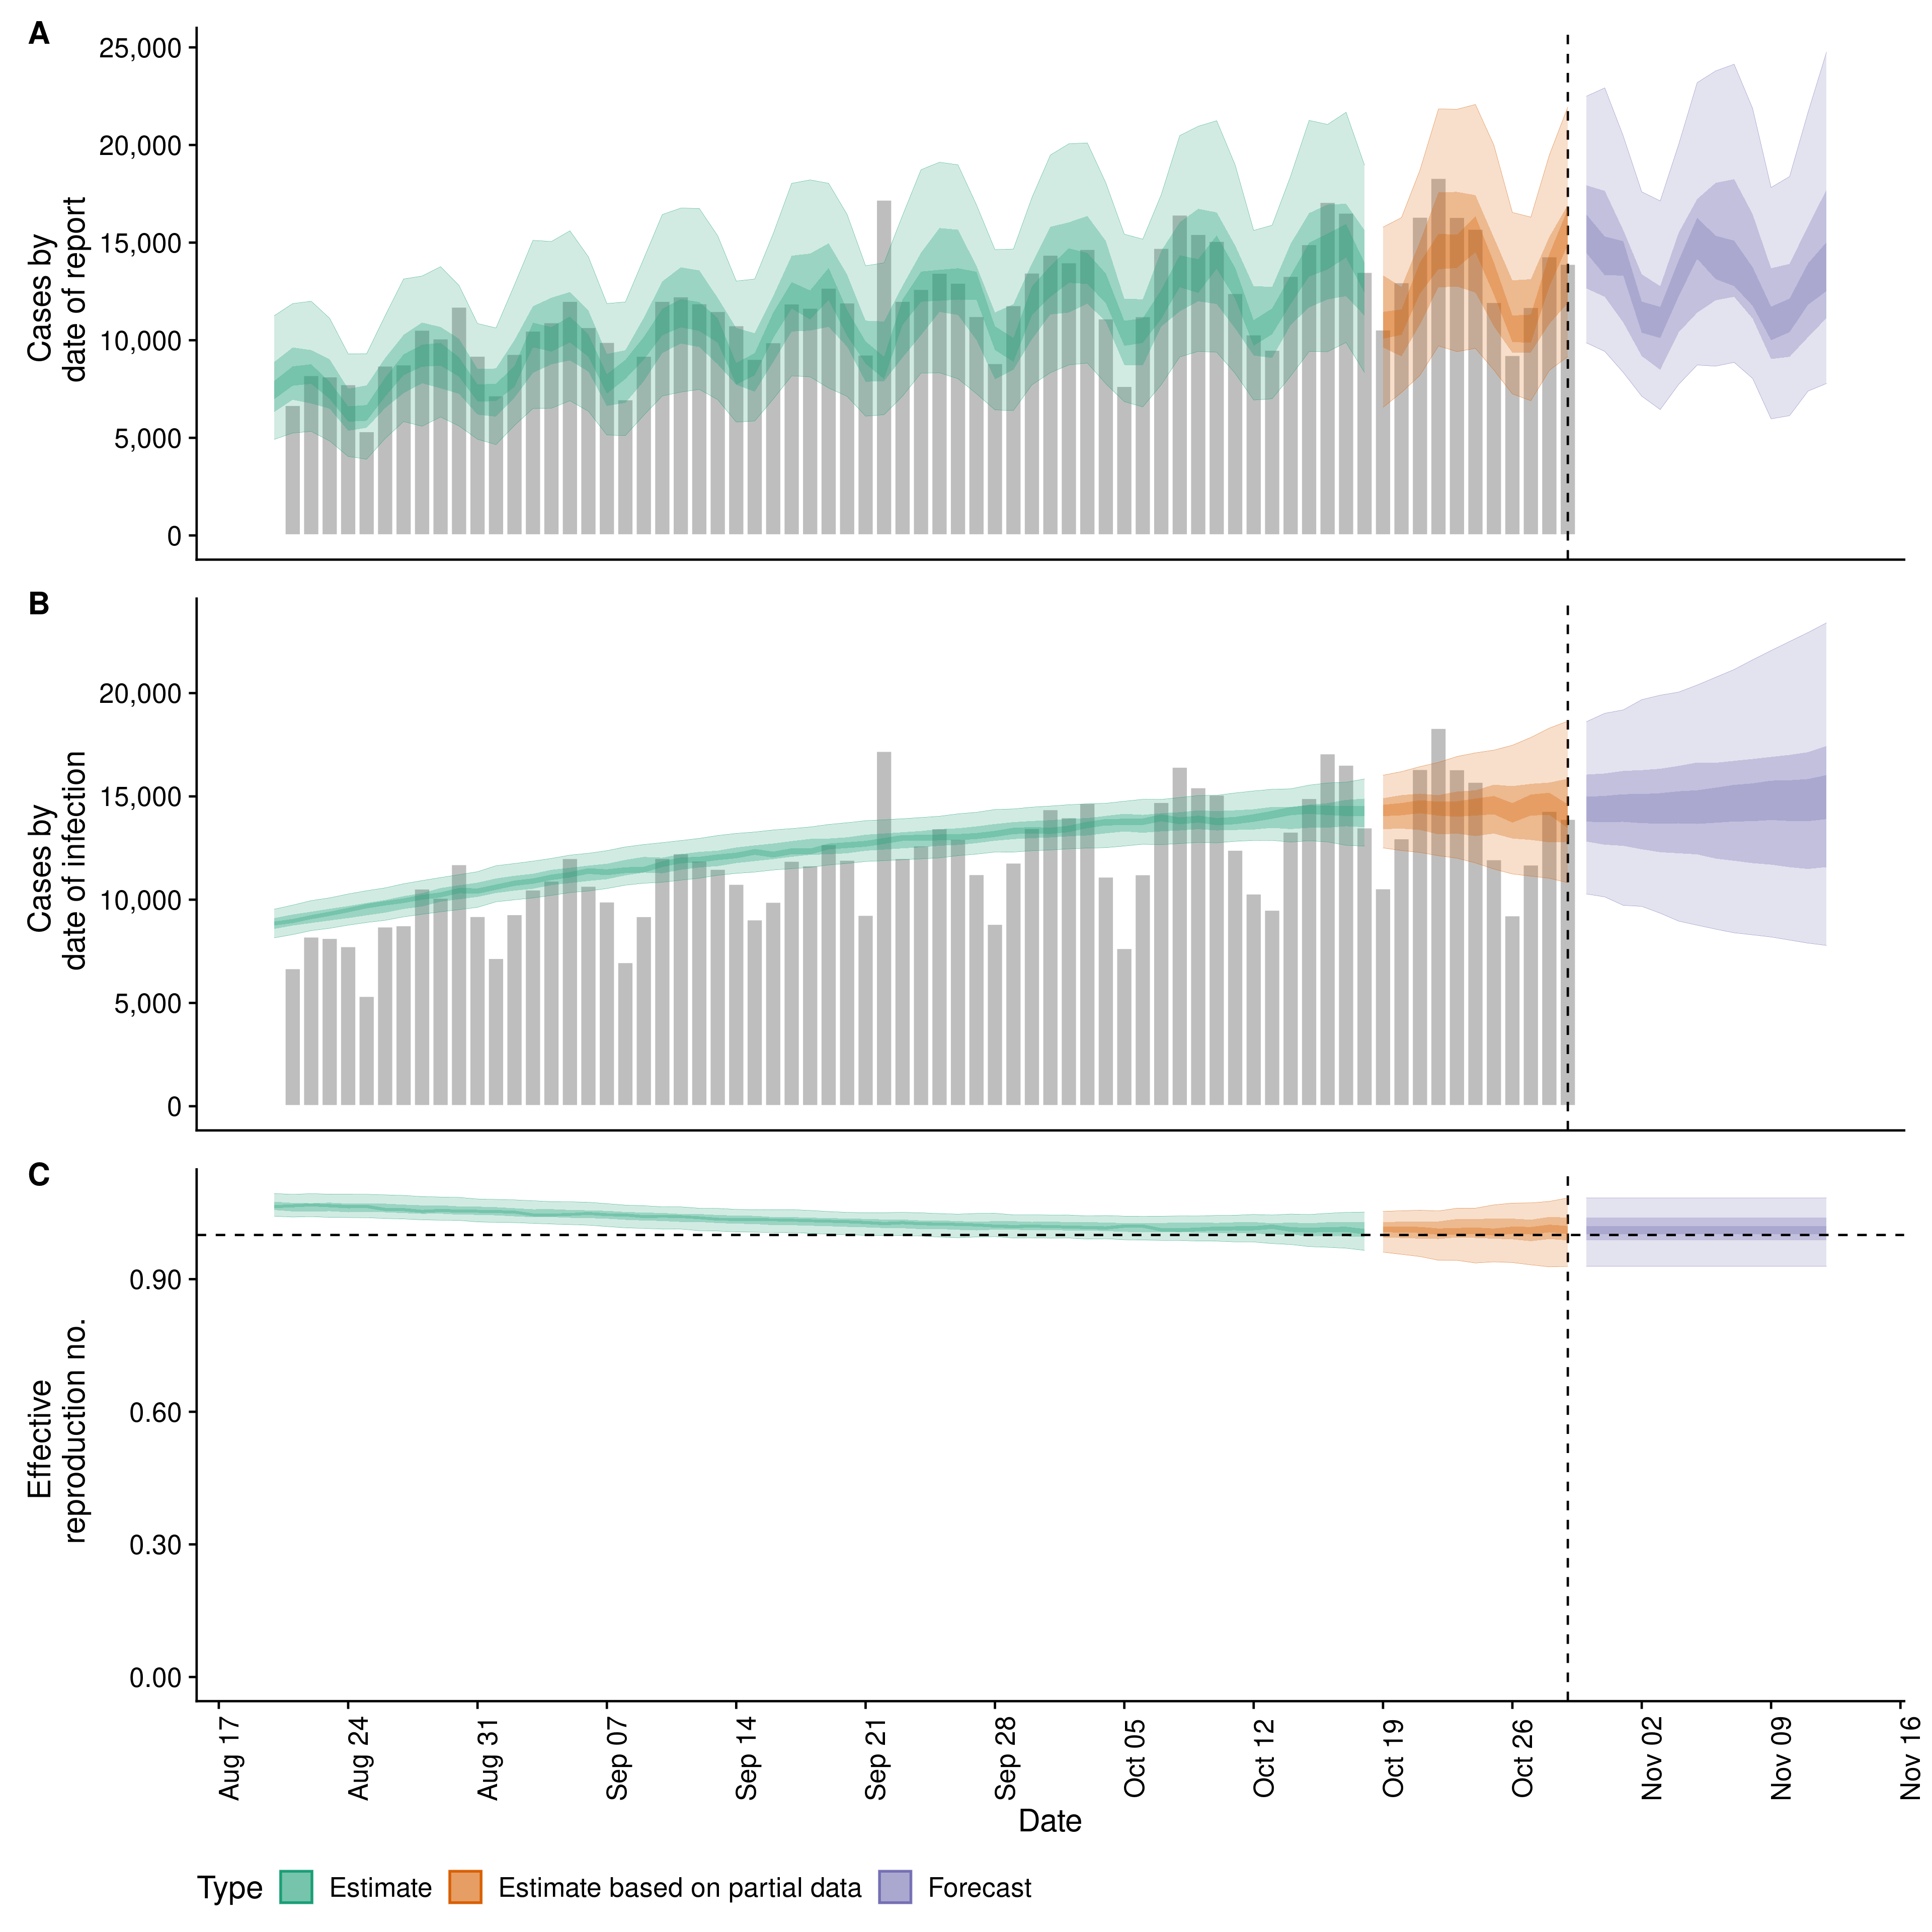 A
25,000
20,000
15,000
10,000
5,000
0
Cases by
date of report
B
20,000
15,000
10,000
5,000
0
Cases by
date of infection
C
0.90
0.60
0.30
0.00
Effective
reproduction no.
Aug 17
Aug 24
Aug 31
Sep 07
Sep 14
Sep 21
Sep 28
Oct 05
Oct 12
Oct 19
Oct 26
Nov 02
Nov 09
Nov 16
Date
Type Estimate Estimate based on partial data Forecast